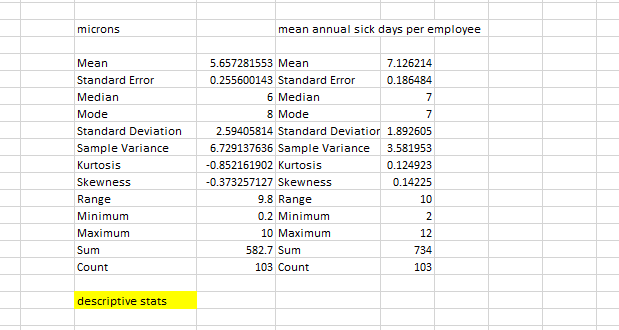 microns mean annual sick days per employee
Mean 5.657281553 Mean 7.126214
Standard Error 0.255600143 Standard Error 0.186484
Median 6 Median 7
Mode 8 Mode 7
Standard Deviation 2.59405814 Standard Deviatior 1.892605
Sample Variance 6.729137636 Sample Variance 3.581953
Kurtosis -0.852161902 Kurtosis 0.124923
Skewness -0.373257127 Skewness 0.14225
Range 9.8 Range 10
Minimum 0.2 Minimum 2
Maximum 10 Maximum 12
Sum 582.7 Sum 734
Count 103 Count 103
descriptive stats